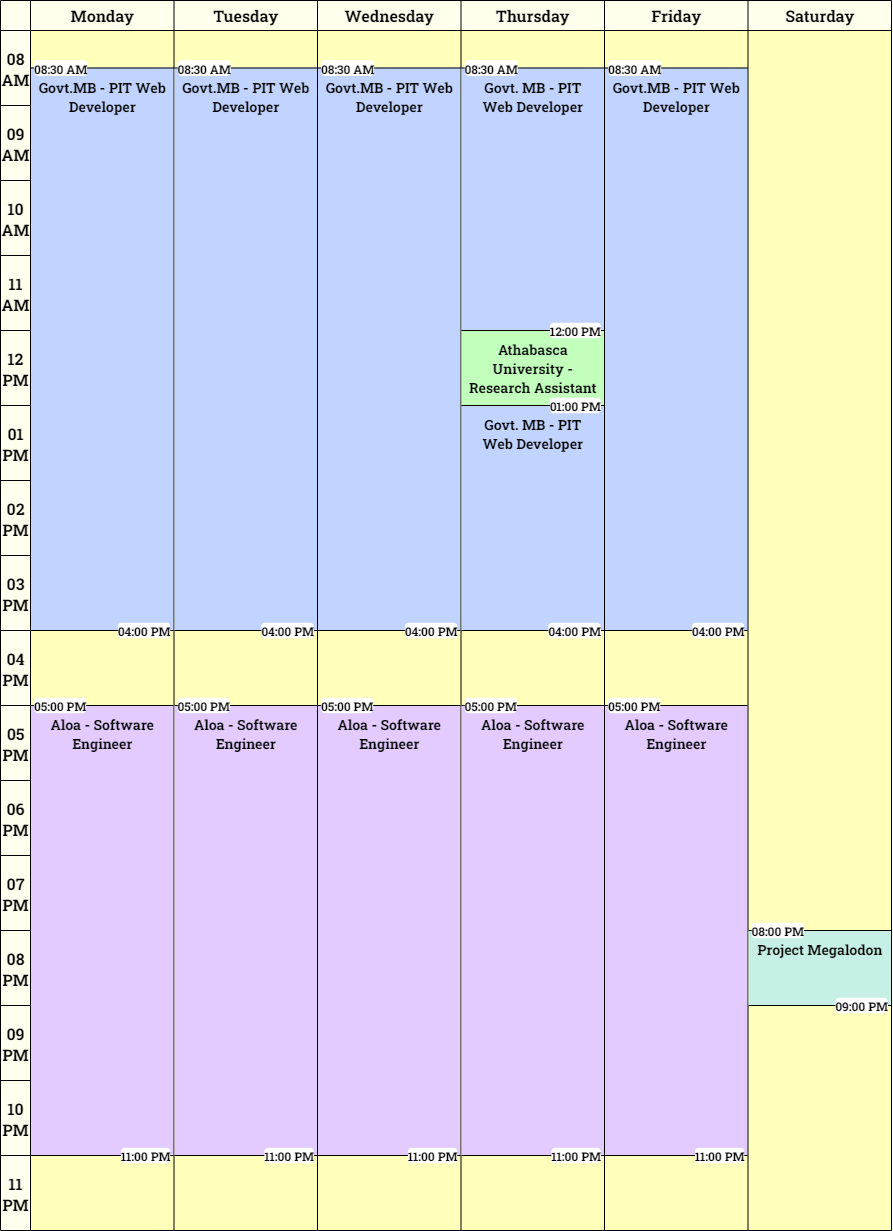 Monday Tuesday Wednesday Thursday Friday Saturday
08
AM
08:30 AM 08:30 AM 08:30 AM 08:30 AM 08:30 AM
Govt.MB - PIT Web Govt.MB - PIT Web Govt.MB - PIT Web Govt. MB - PIT Govt.MB - PIT Web
Developer Developer Developer Web Developer Developer
09
AM
10
AM
11
AM
12:00 PM
12
PM
Athabasca
University -
Research Assistant
01:00 PM
01
PM
Govt. MB - PIT
Web Developer
02
PM
03
PM
04:00 PM 04:00 PM 04:00 PM 04:00 PM 04:00 PM
04
PM
05:00 PM 05:00 PM 05:00 PM 05:00 PM 05:00 PM
05
PM
Aloa - Software Aloa - Software Aloa - Software Aloa - Software Aloa - Software
Engineer Engineer Engineer Engineer Engineer
06
PM
07
PM
08:00 PM
08
PM
Project Megalodon
09:00 PM
09
PM
10
PM
11:00 PM 11:00 PM 11:00 PM 11:00 PM 11:00 PM
11
PM